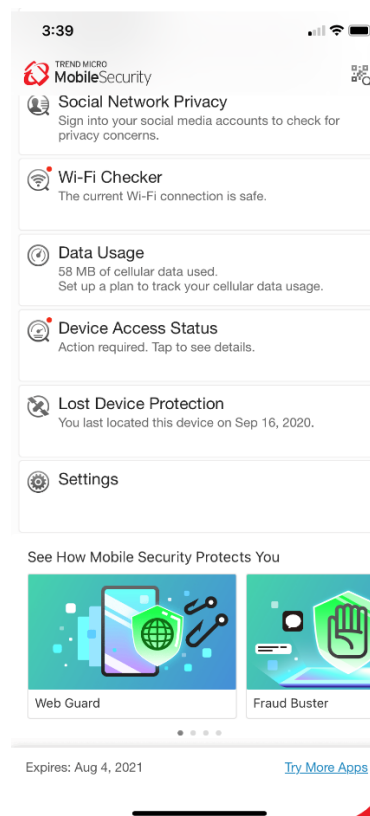 3:39
TREND MICRO
MobileSecurity
Social Network Privacy
Sign into your social media accounts to check for
privacy concerns.
Wi-Fi Checker
The current Wi-Fi connection is safe.
Data Usage
58 MB of cellular data used.
Set up a plan to track your cellular data usage.
Device Access Status
Action required. Tap to see details.
Lost Device Protection
You last located this device on Sep 16, 2020.
Settings
See How Mobile Security Protects You
Web Guard
Fraud Buster
Expires: Aug 4, 2021
Try More Apps